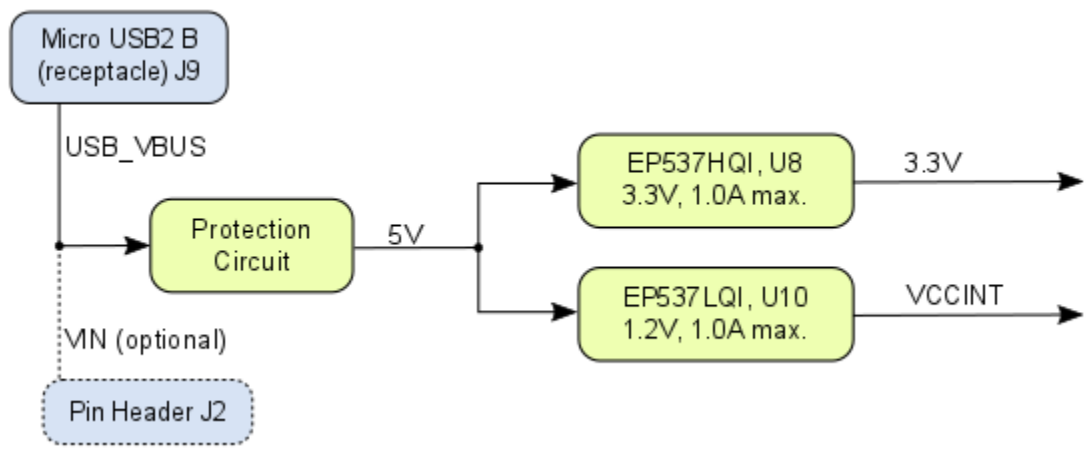 Micro USB2 B
(receptacle) J9
USB_VBUS
EP537HQI, U8
3.3V, 1.0A max.
3.3V
Protection
Circuit
5V
EP537LQI, U10
1.2V, 1.0A max.
VCCINT
VIN (optional)
Pin Header J2